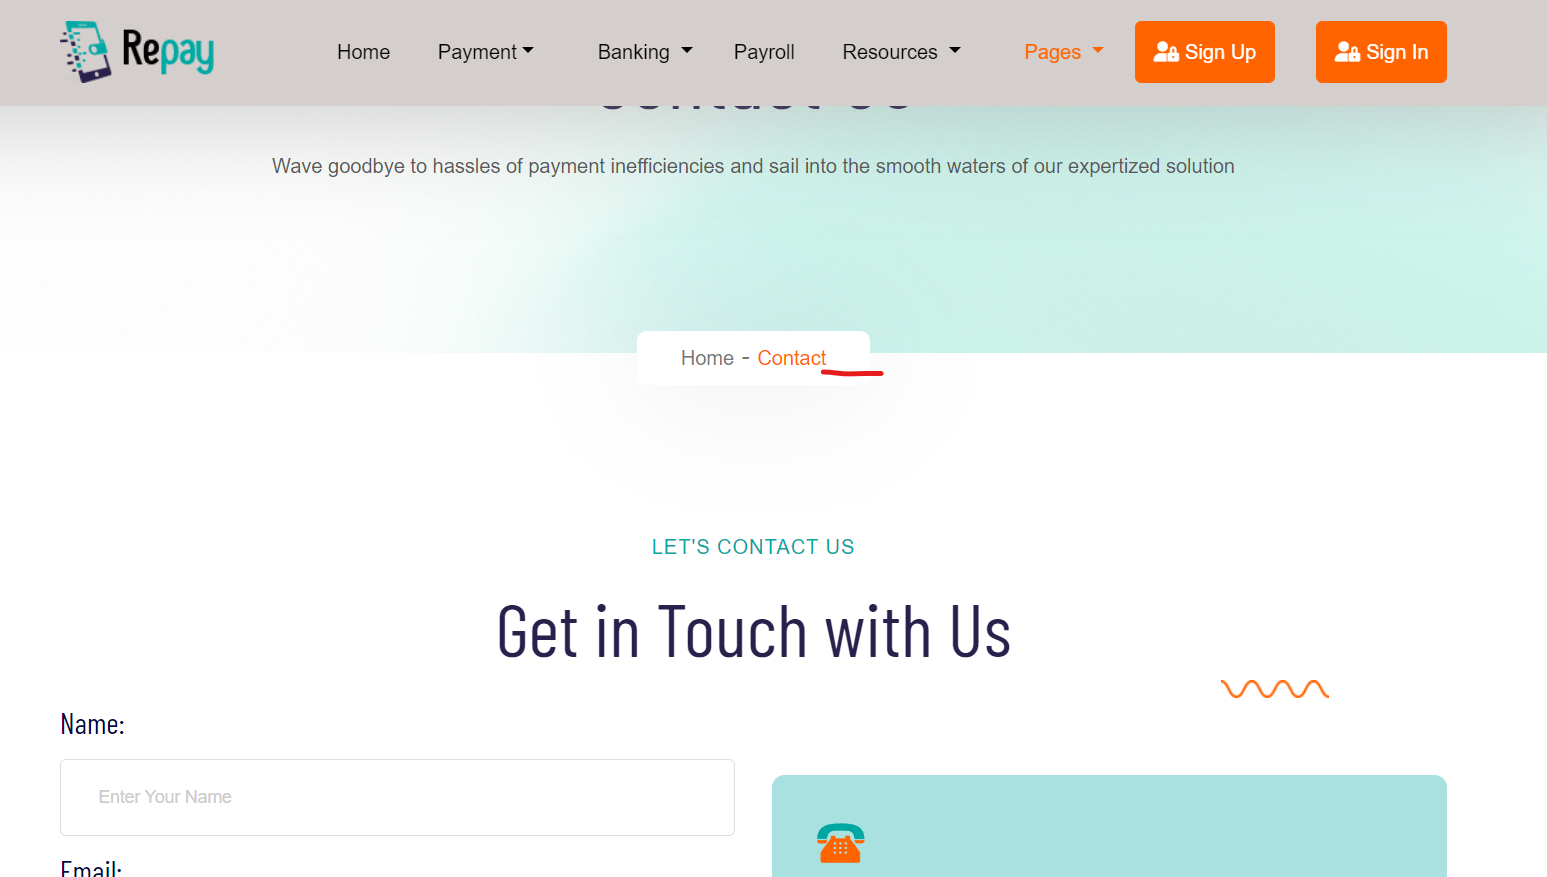 Repay Home Payment Banking Payroll Resources Pages Sign Up Sign In
Contact Us
Wave goodbye to hassles of payment inefficiencies and sail into the smooth waters of our expertized solution
Home - Contact
LET'S CONTACT US
Get in Touch with Us
Name:
Enter Your Name
Email: